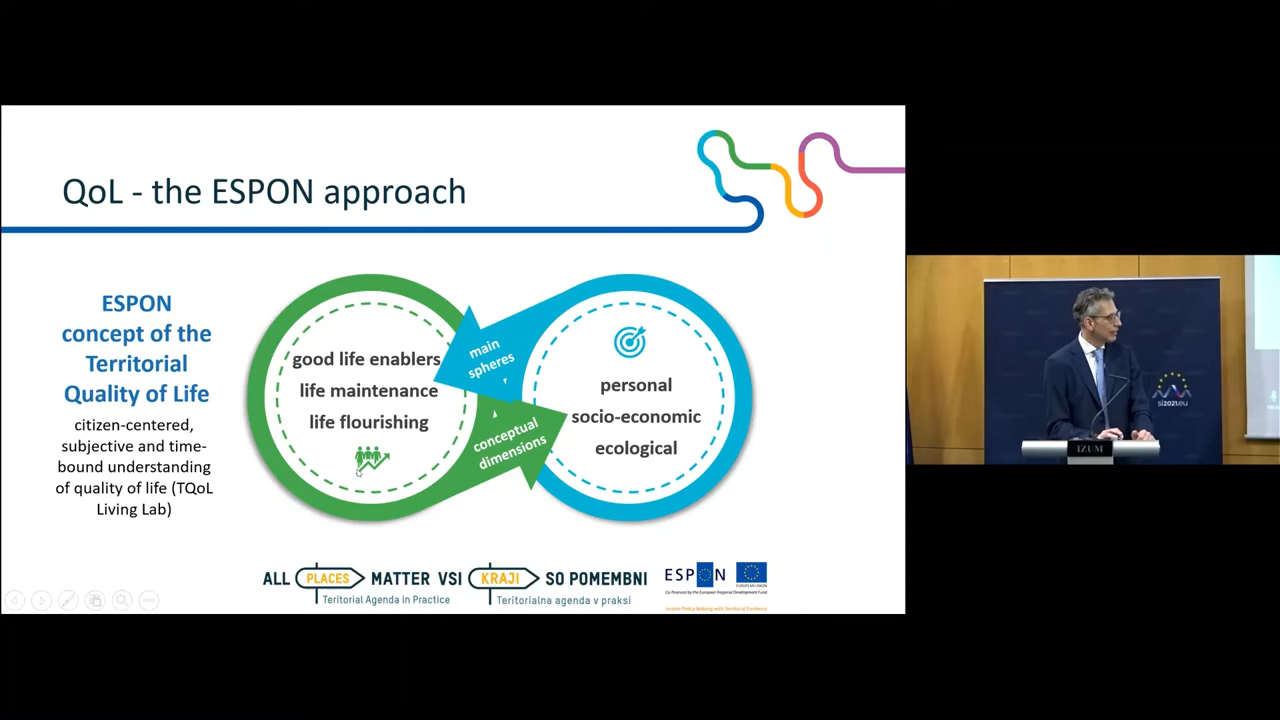 QoL - the ESPON approach
ESPON
concept of the
Territorial
Quality of Life
citizen-centered,
subjective and time-
bound understanding
of quality of life (TQoL
Living Lab)
good life enablers
life maintenance
life flourishing
main
spheres
conceptual
dimensions
personal
socio-economic
ecological
ALL PLACES MATTER
Territorial Agenda in Practice
VSI KRAJI SO POMEMBNI
Teritorialna agenda v praksi
ESPON
EUROPEAN UNION
Co-financed by the European Regional Development Fund
Inspire Policy Making with Territorial Evidence
si2021.eu
IZUM